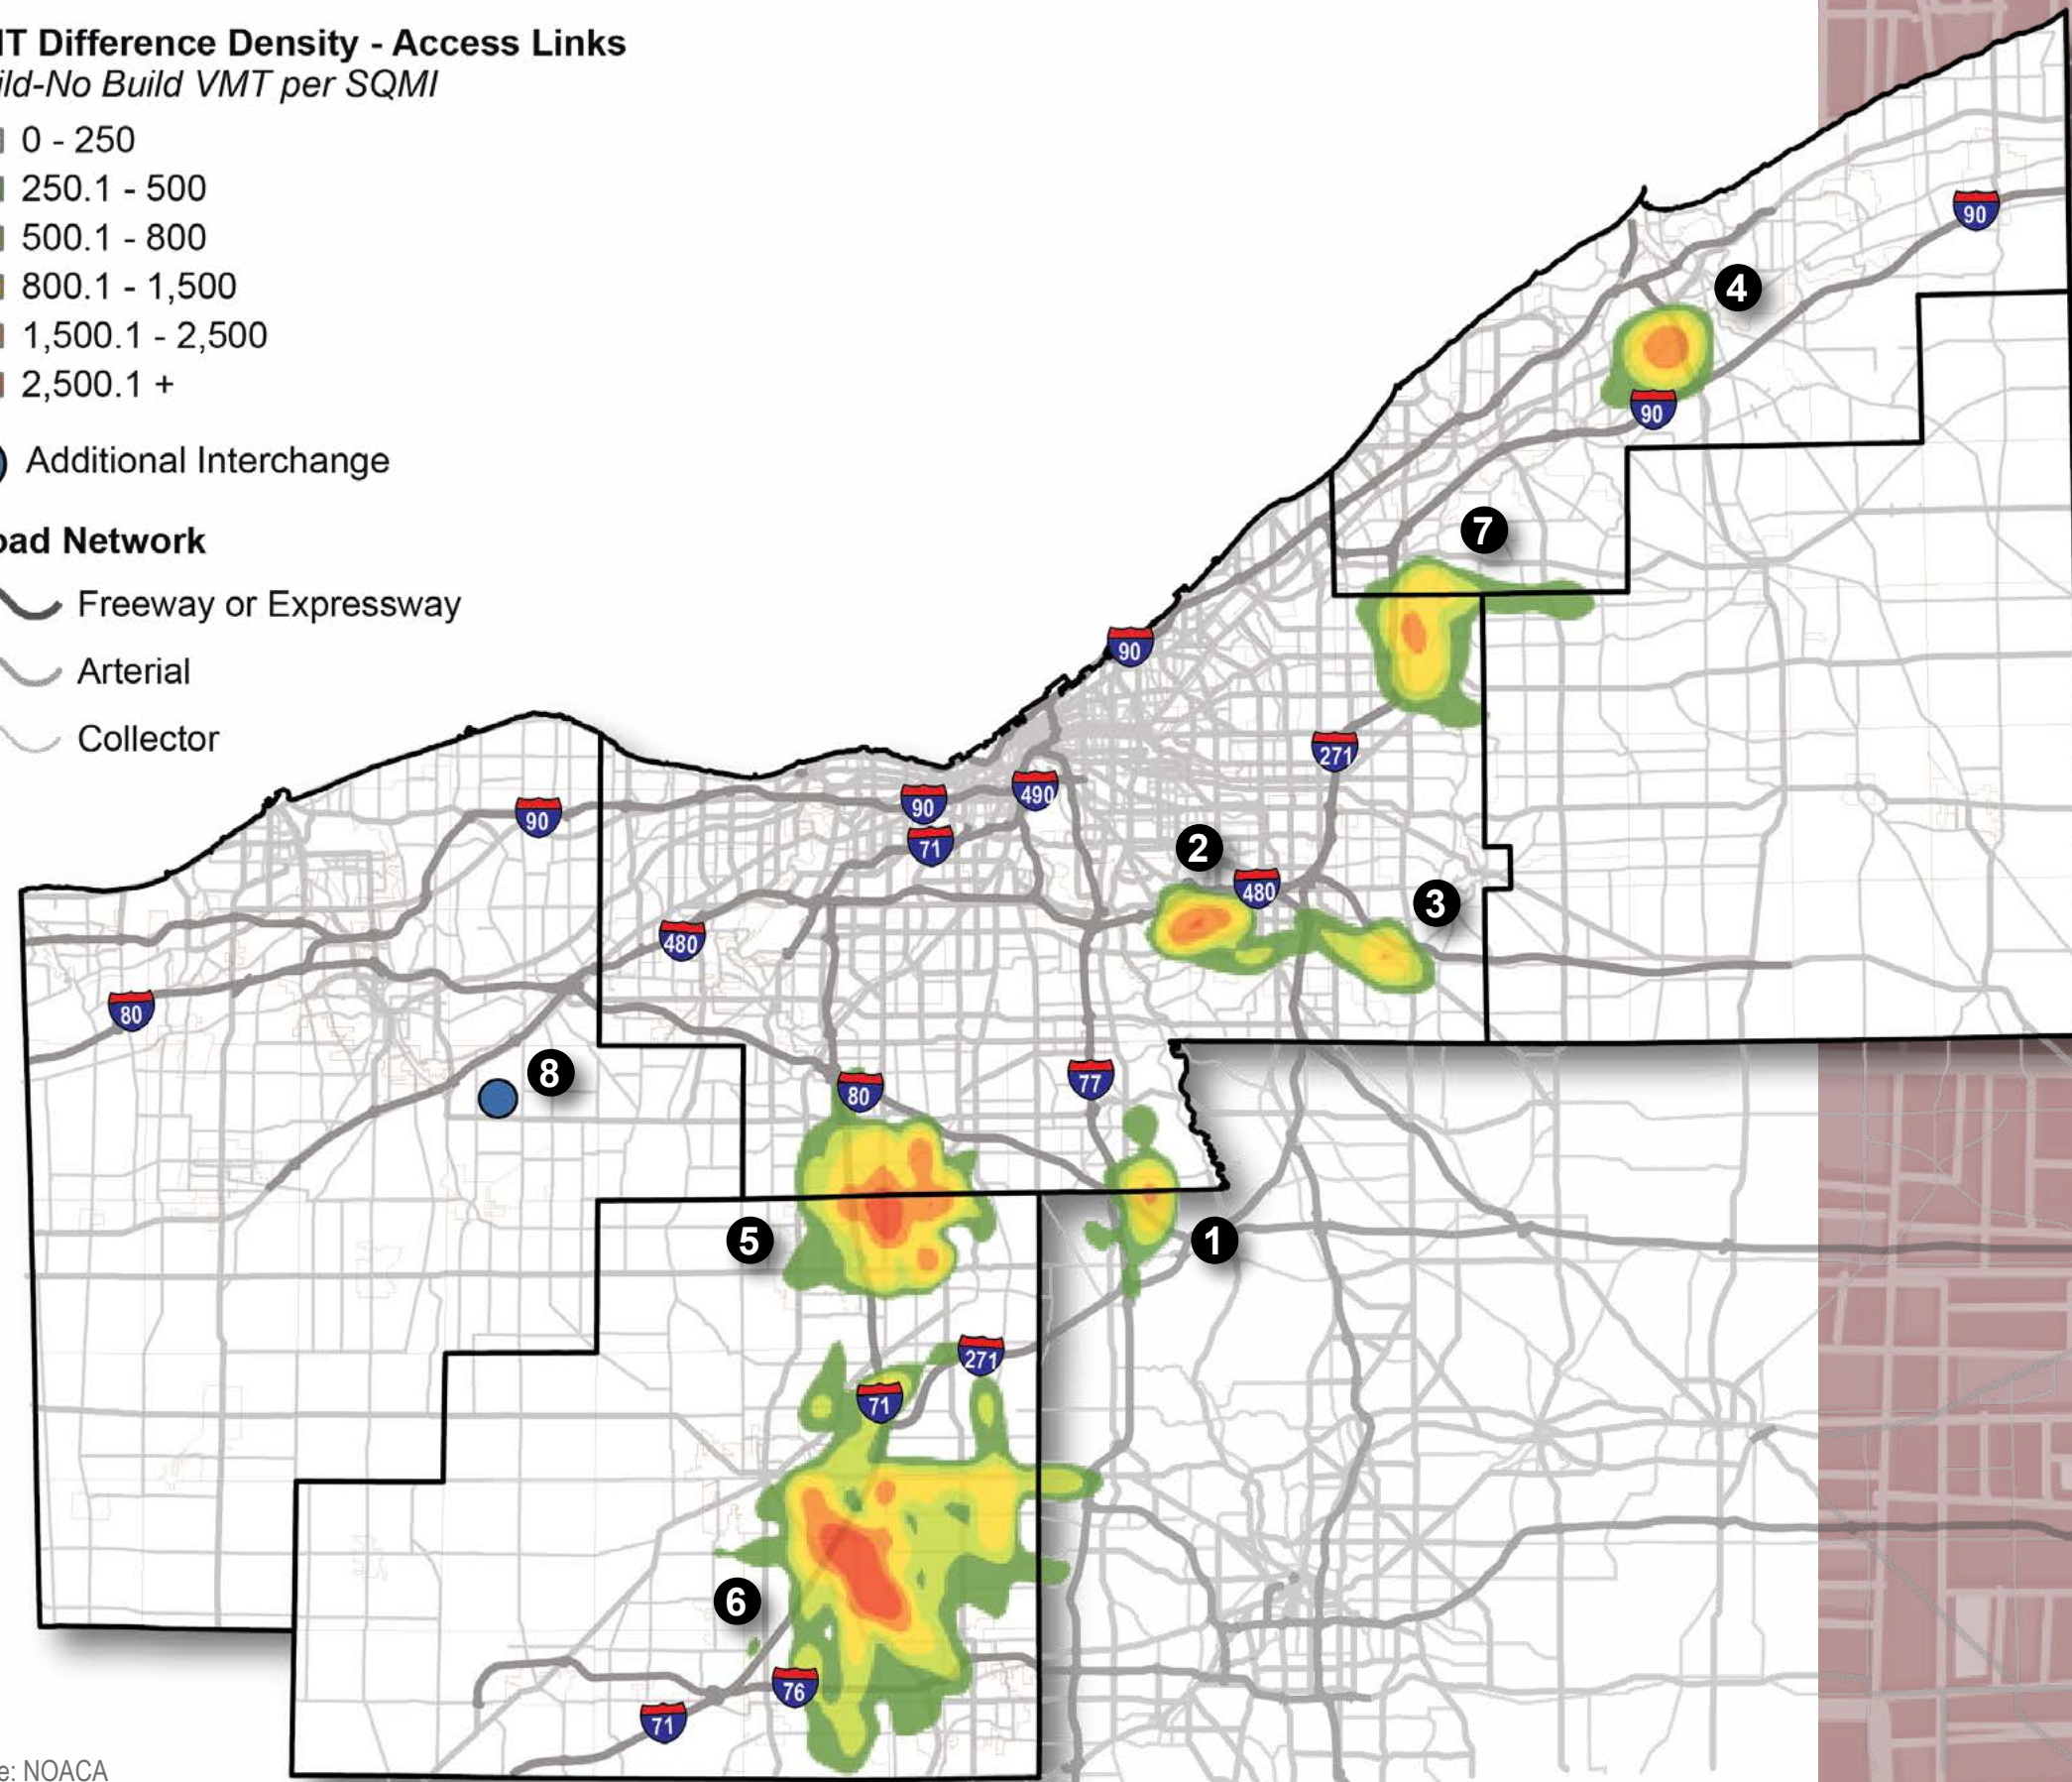 IT Difference Density - Access Links
ild-No Build VMT per SQMI
0 - 250
250.1 - 500
500.1 - 800
800.1 - 1,500
1,500.1 - 2,500
2,500.1 +
Additional Interchange
oad Network
Freeway or Expressway
Arterial
Collector
90
4
90
7
90
271
90
90
490
71
2
480
3
480
80
8
80
77
5
1
271
71
6
76
71
e: NOACA